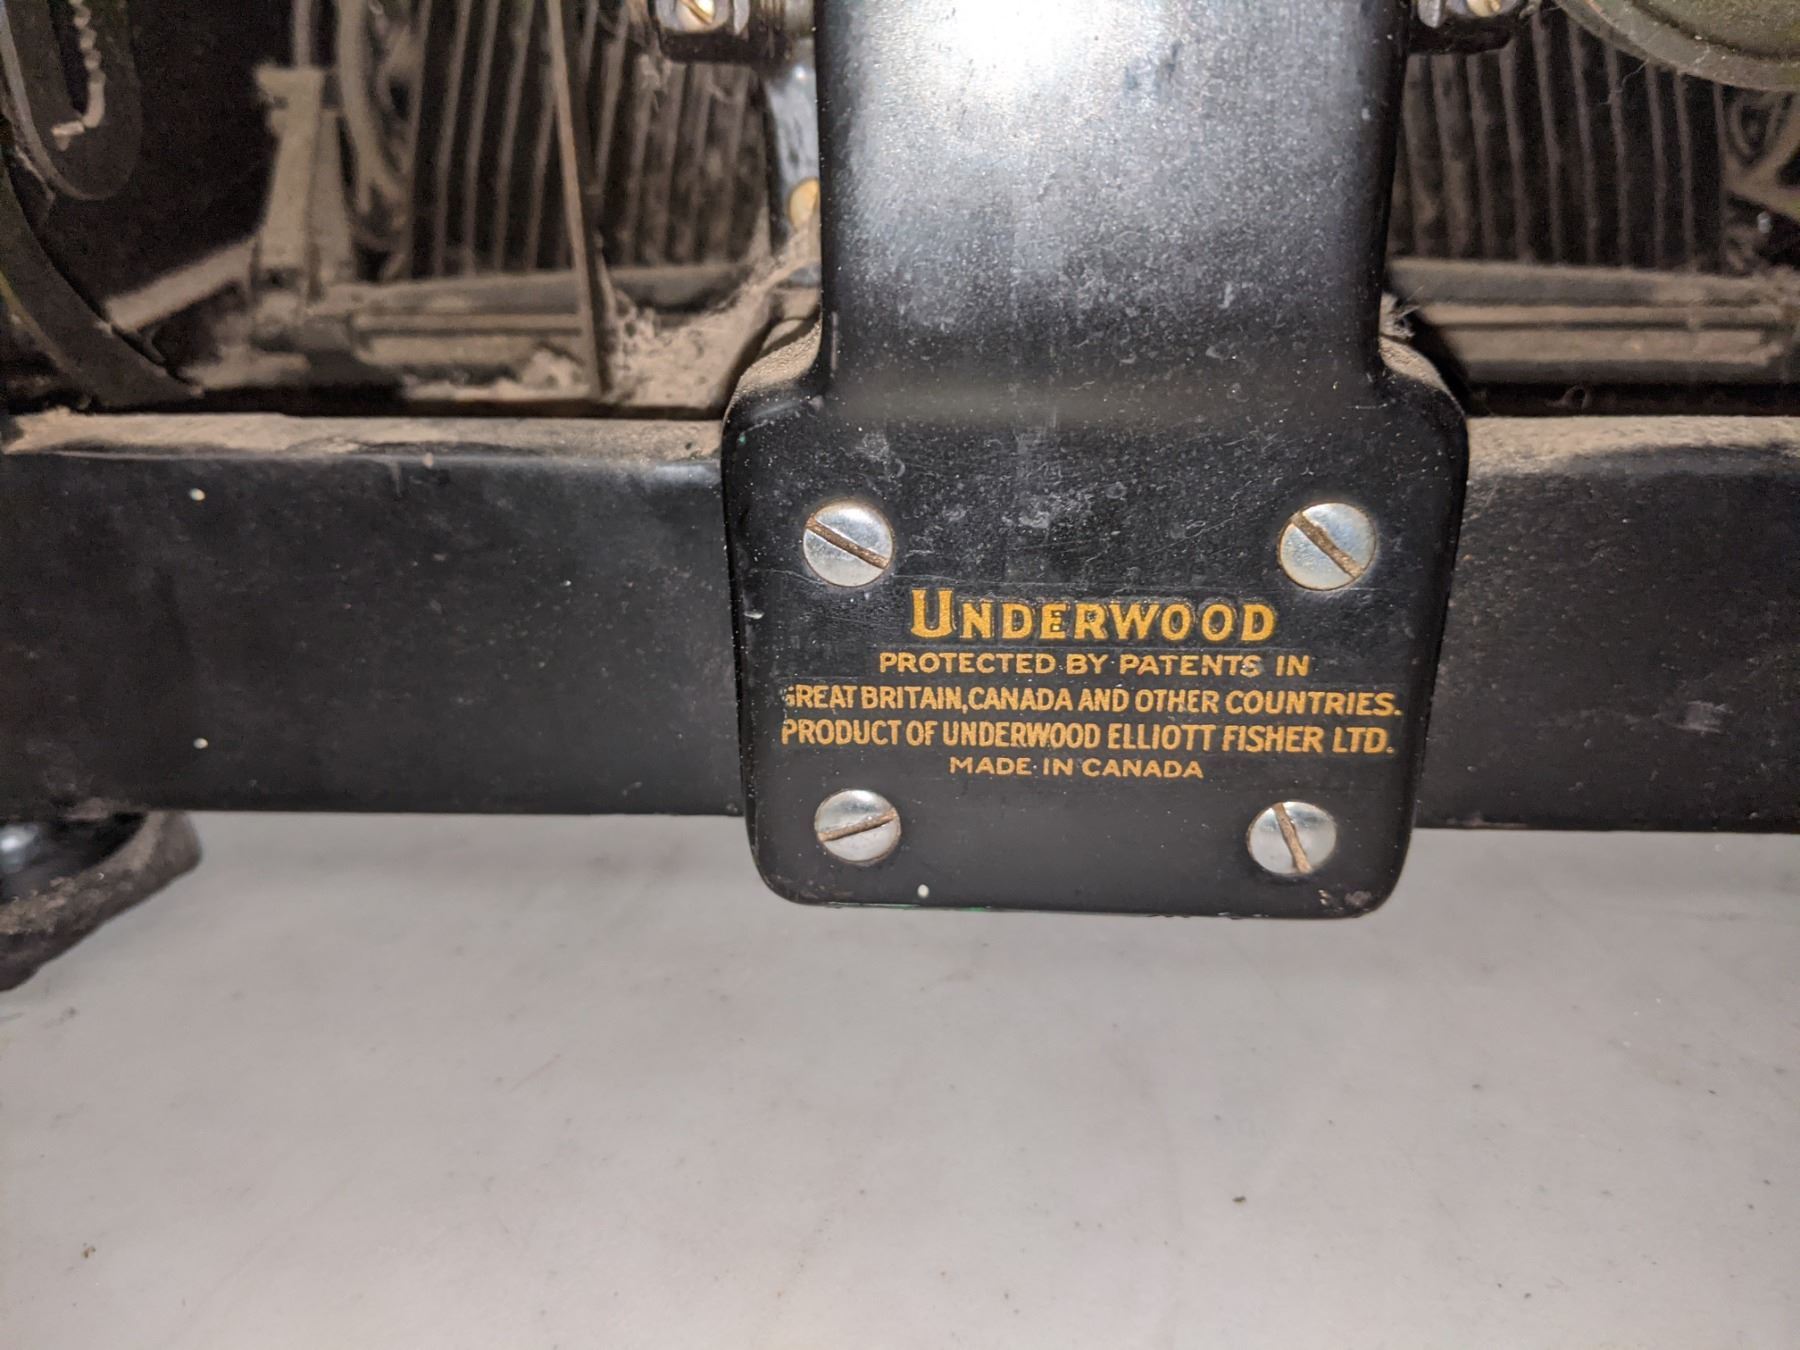 UNDERWOOD
PROTECTED BY PATENTS IN
GREAT BRITAIN, CANADA AND OTHER COUNTRIES.
PRODUCT OF UNDERWOOD ELLIOTT FISHER LTD.
MADE IN CANADA